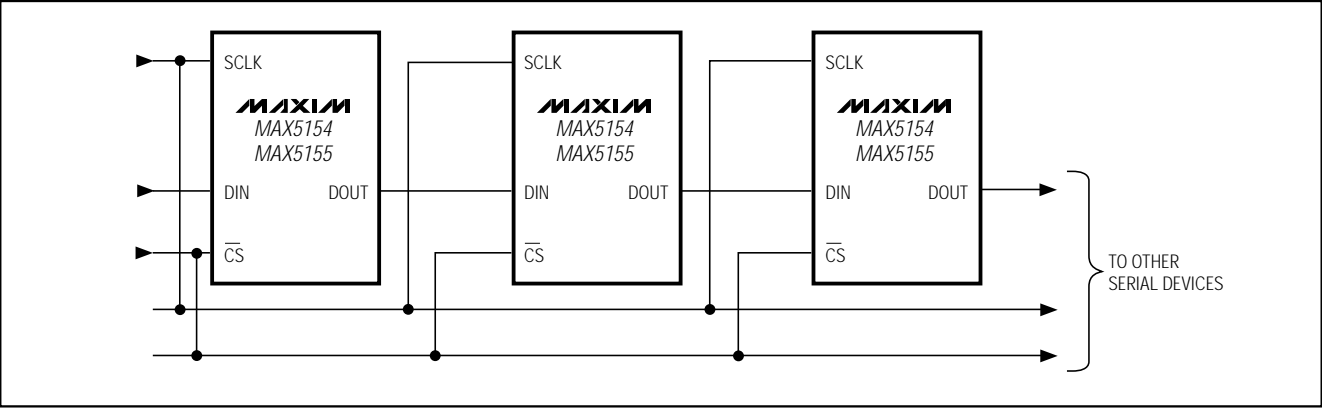 SCLK
MAXIM
MAX5154
MAX5155
DIN
DOUT
CS
SCLK
MAXIM
MAX5154
MAX5155
DIN
DOUT
CS
SCLK
MAXIM
MAX5154
MAX5155
DIN
DOUT
CS
TO OTHER
SERIAL DEVICES